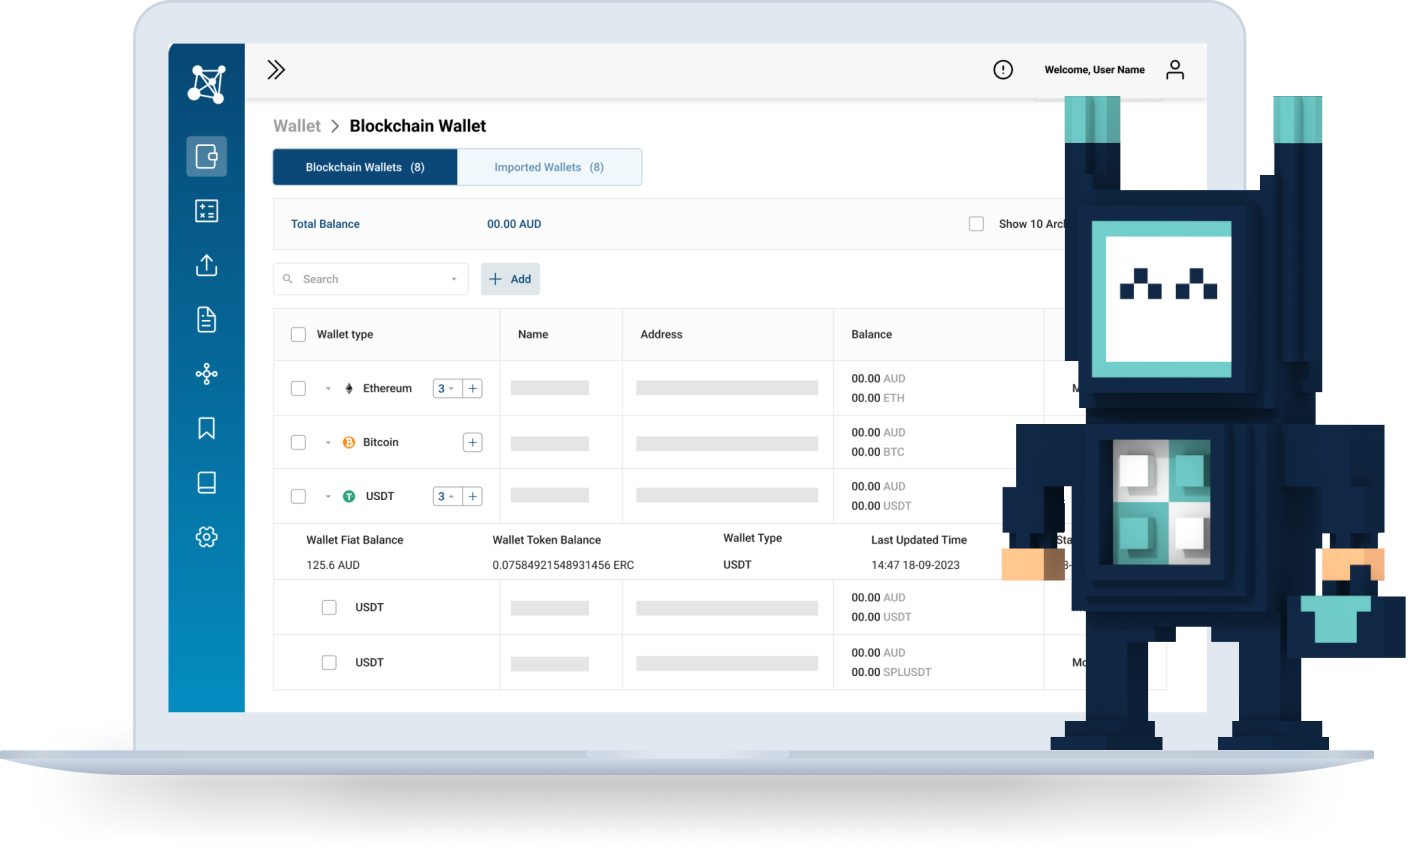 Welcome, User Name
Wallet > Blockchain Wallet
Blockchain Wallets (8) Imported Wallets (8)
Total Balance 00.00 AUD Show 10
Search + Add
Wallet type Name Address Balance
Ethereum 3 + 00.00 AUD
00.00 ETH
Bitcoin + 00.00 AUD
00.00 BTC
USDT 3 + 00.00 AUD
00.00 USDT
Wallet Fiat Balance Wallet Token Balance Wallet Type Last Updated Time
125.6 AUD 0.07584921548931456 ERC USDT 14:47 18-09-2023
USDT 00.00 AUD
00.00 USDT
USDT 00.00 AUD
00.00 SPLUSDT